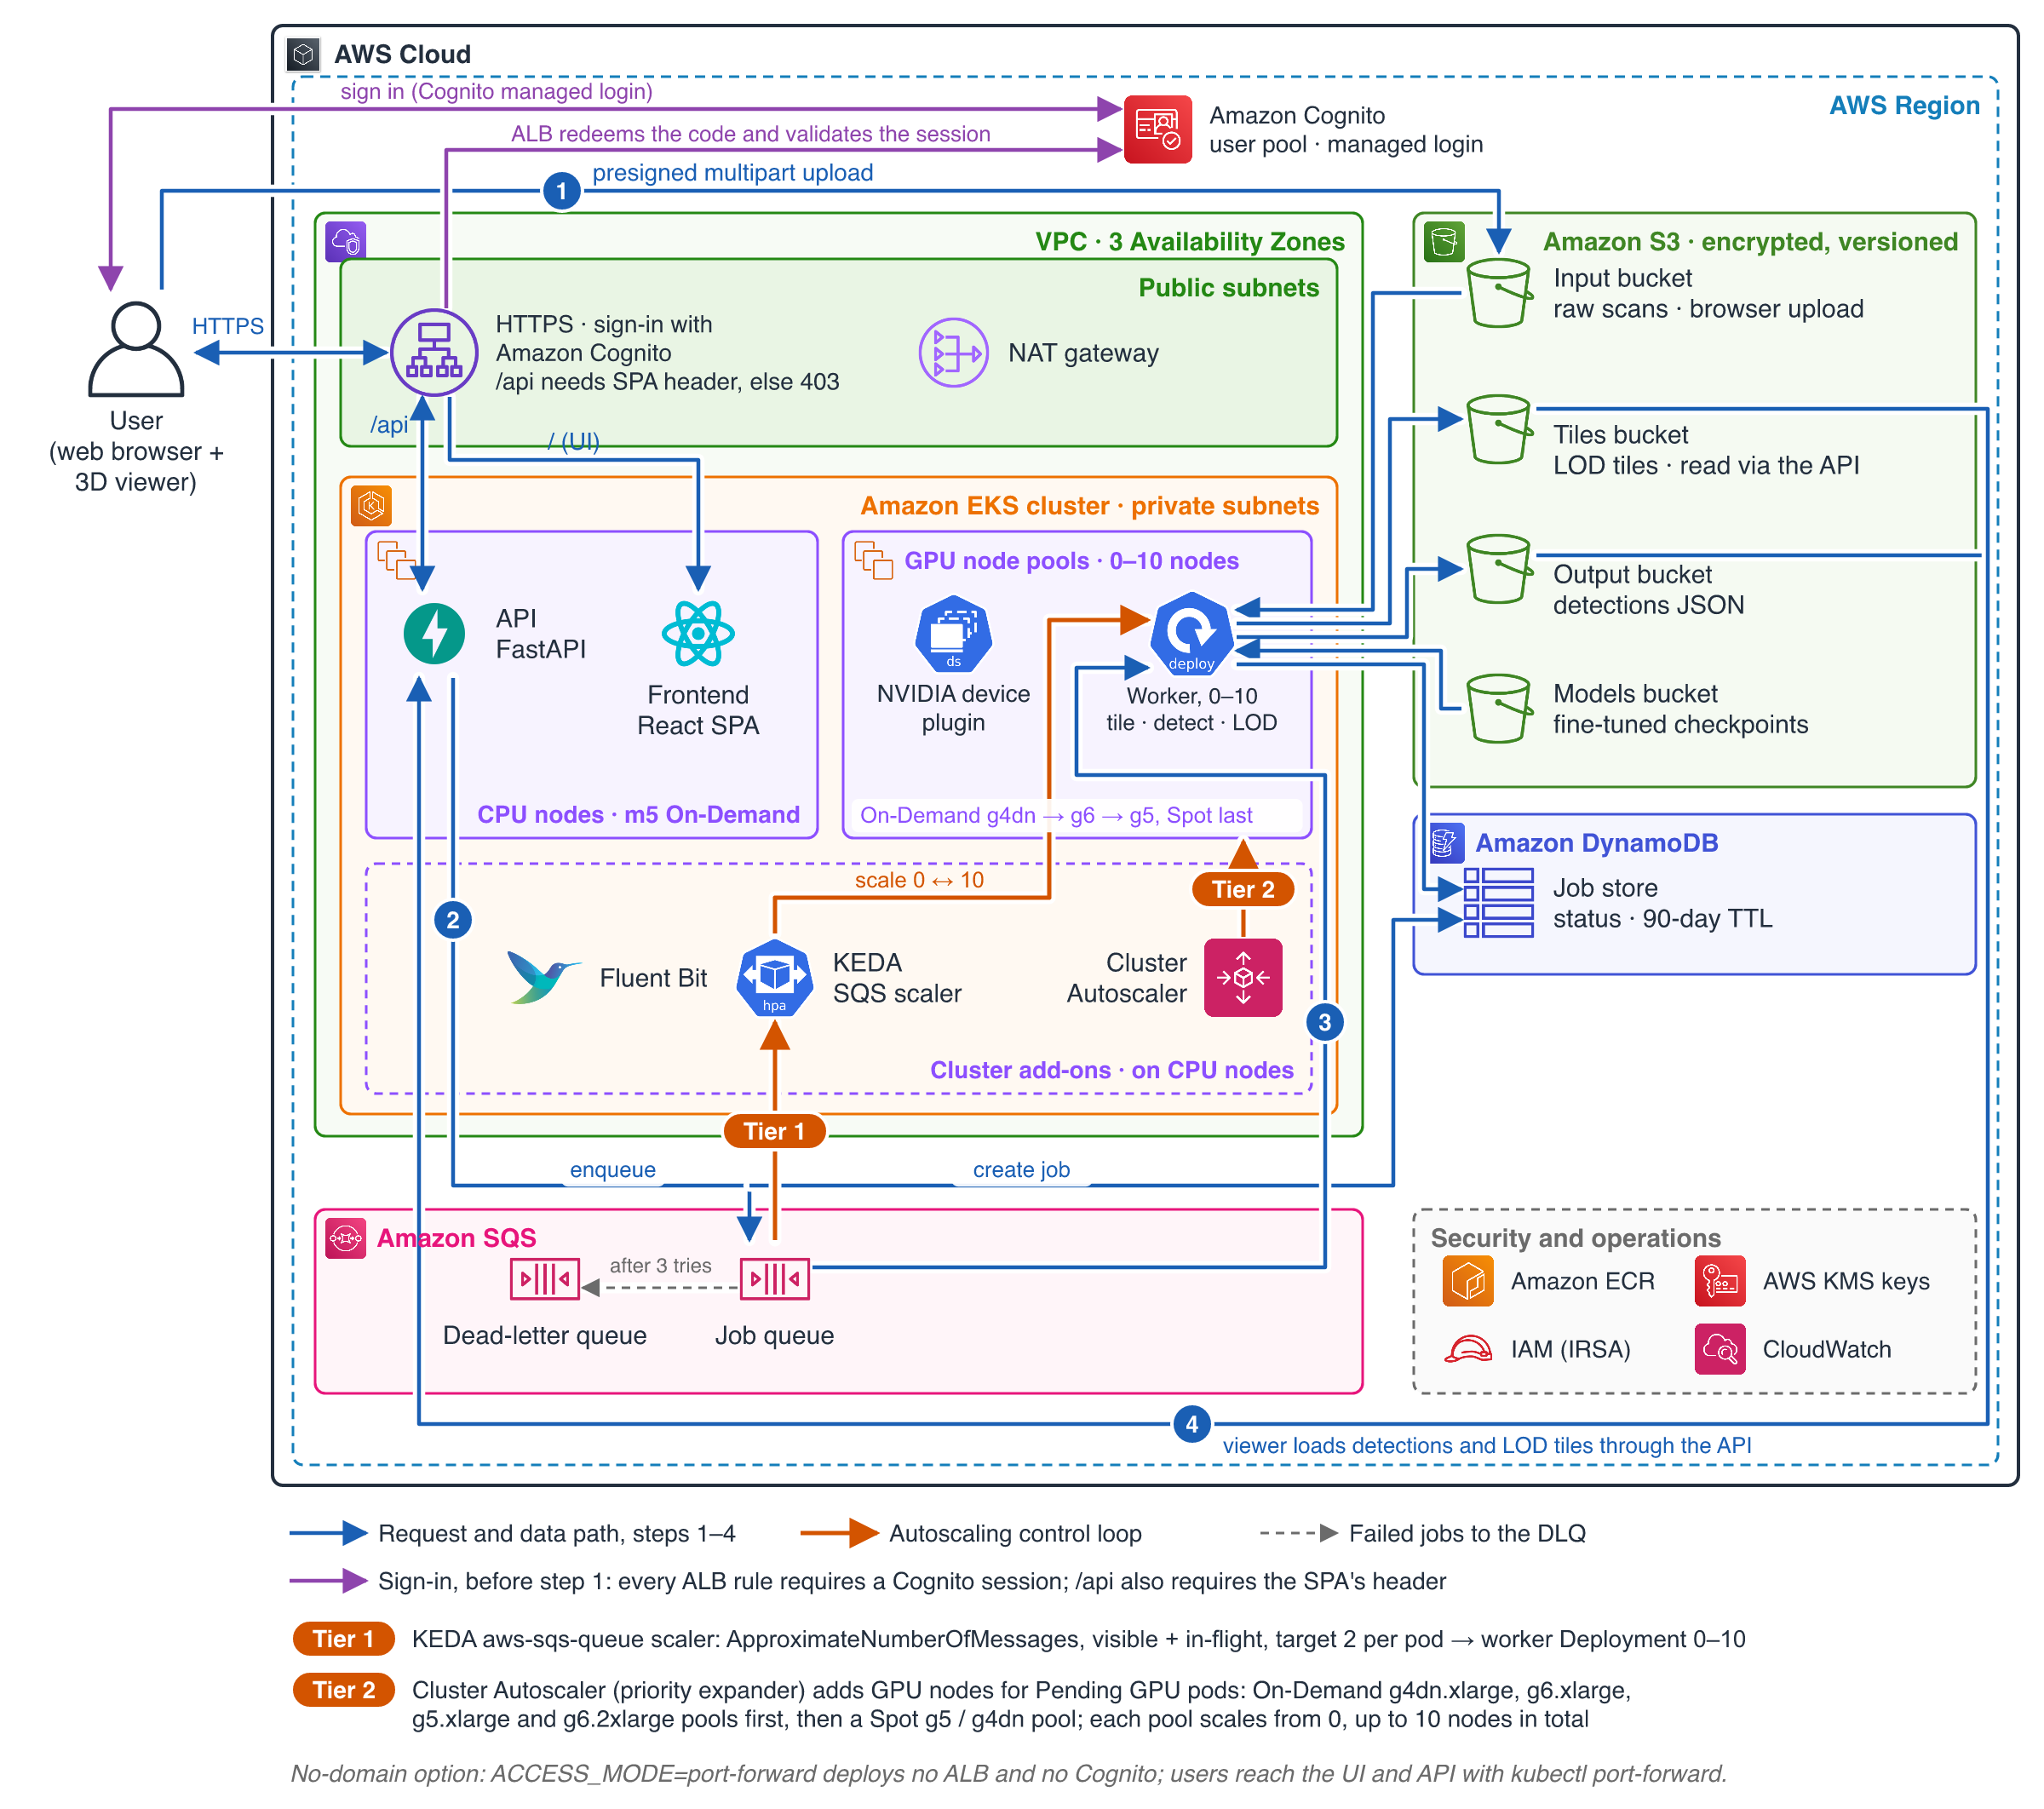 AWS Cloud
AWS Region
sign in (Cognito managed login)
Amazon Cognito
user pool · managed login
ALB redeems the code and validates the session
1
presigned multipart upload
VPC · 3 Availability Zones
Public subnets
HTTPS
HTTPS · sign-in with
Amazon Cognito
/api needs SPA header, else 403
NAT gateway
User
(web browser +
3D viewer)
/api
/ (UI)
Amazon S3 · encrypted, versioned
Input bucket
raw scans · browser upload
Tiles bucket
LOD tiles · read via the API
Output bucket
detections JSON
Models bucket
fine-tuned checkpoints
Amazon EKS cluster · private subnets
API
FastAPI
Frontend
React SPA
CPU nodes · m5 On-Demand
GPU node pools · 0–10 nodes
ds
NVIDIA device
plugin
deploy
Worker, 0–10
tile · detect · LOD
On-Demand g4dn → g6 → g5, Spot last
Amazon DynamoDB
Job store
status · 90-day TTL
scale 0 ↔ 10
Tier 2
2
Fluent Bit
hpa
KEDA
SQS scaler
Cluster
Autoscaler
3
Cluster add-ons · on CPU nodes
Tier 1
enqueue
create job
Amazon SQS
after 3 tries
Dead-letter queue
Job queue
Security and operations
Amazon ECR
AWS KMS keys
IAM (IRSA)
CloudWatch
4
viewer loads detections and LOD tiles through the API
Request and data path, steps 1–4
Autoscaling control loop
Failed jobs to the DLQ
Sign-in, before step 1: every ALB rule requires a Cognito session; /api also requires the SPA's header
Tier 1
KEDA aws-sqs-queue scaler: ApproximateNumberOfMessages, visible + in-flight, target 2 per pod → worker Deployment 0–10
Tier 2
Cluster Autoscaler (priority expander) adds GPU nodes for Pending GPU pods: On-Demand g4dn.xlarge, g6.xlarge,
g5.xlarge and g6.2xlarge pools first, then a Spot g5 / g4dn pool; each pool scales from 0, up to 10 nodes in total
No-domain option: ACCESS_MODE=port-forward deploys no ALB and no Cognito; users reach the UI and API with kubectl port-forward.